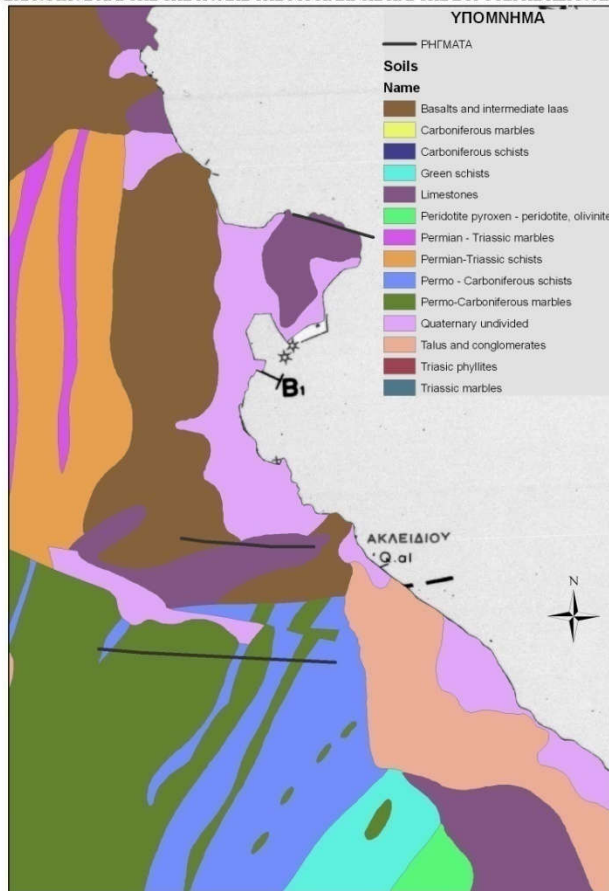 ΥΠΟΜΝΗΜΑ
ΡΗΓΜΑΤΑ
Soils
Name
Basalts and intermediate laas
Carboniferous marbles
Carboniferous schists
Green schists
Limestones
Peridotite pyroxen - peridotite, olivinite
Permian - Triassic marbles
Permian-Triassic schists
Permo - Carboniferous schists
Permo-Carboniferous marbles
Quaternary undivided
Talus and conglomerates
Triasic phyllites
Triassic marbles
B1
ΑΚΛΕΙΔΙΟΥ
Q.al
N